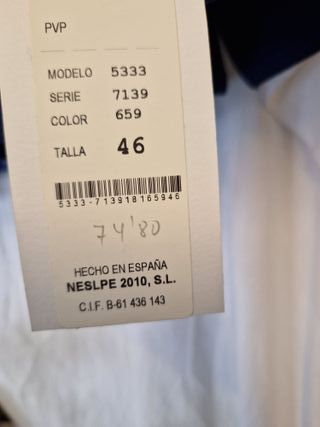 PVP
MODELO 5333
SERIE 7139
COLOR 659
TALLA 46
5333-713918165946
74'80
HECHO EN ESPAÑA
NESLPE 2010, S.L.
C.I.F. B-61 436 143